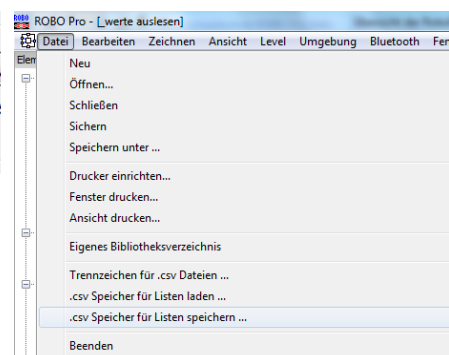 ROBO Pro - [_werte auslesen]
Datei Bearbeiten Zeichnen Ansicht Level Umgebung Bluetooth Fen
Elem
Neu
Öffnen...
Schließen
Sichern
Speichern unter ...
Drucker einrichten...
Fenster drucken...
Ansicht drucken...
Eigenes Bibliotheksverzeichnis
Trennzeichen für .csv Dateien ...
.csv Speicher für Listen laden ...
.csv Speicher für Listen speichern ...
Beenden